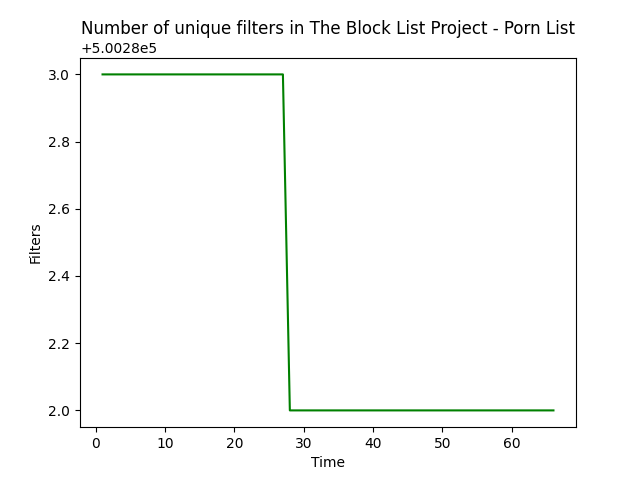 Number of unique filters in The Block List Project - Porn List
+5.0028e5
3.0
2.8
2.6
2.4
2.2
2.0
Filters
0 10 20 30 40 50 60
Time